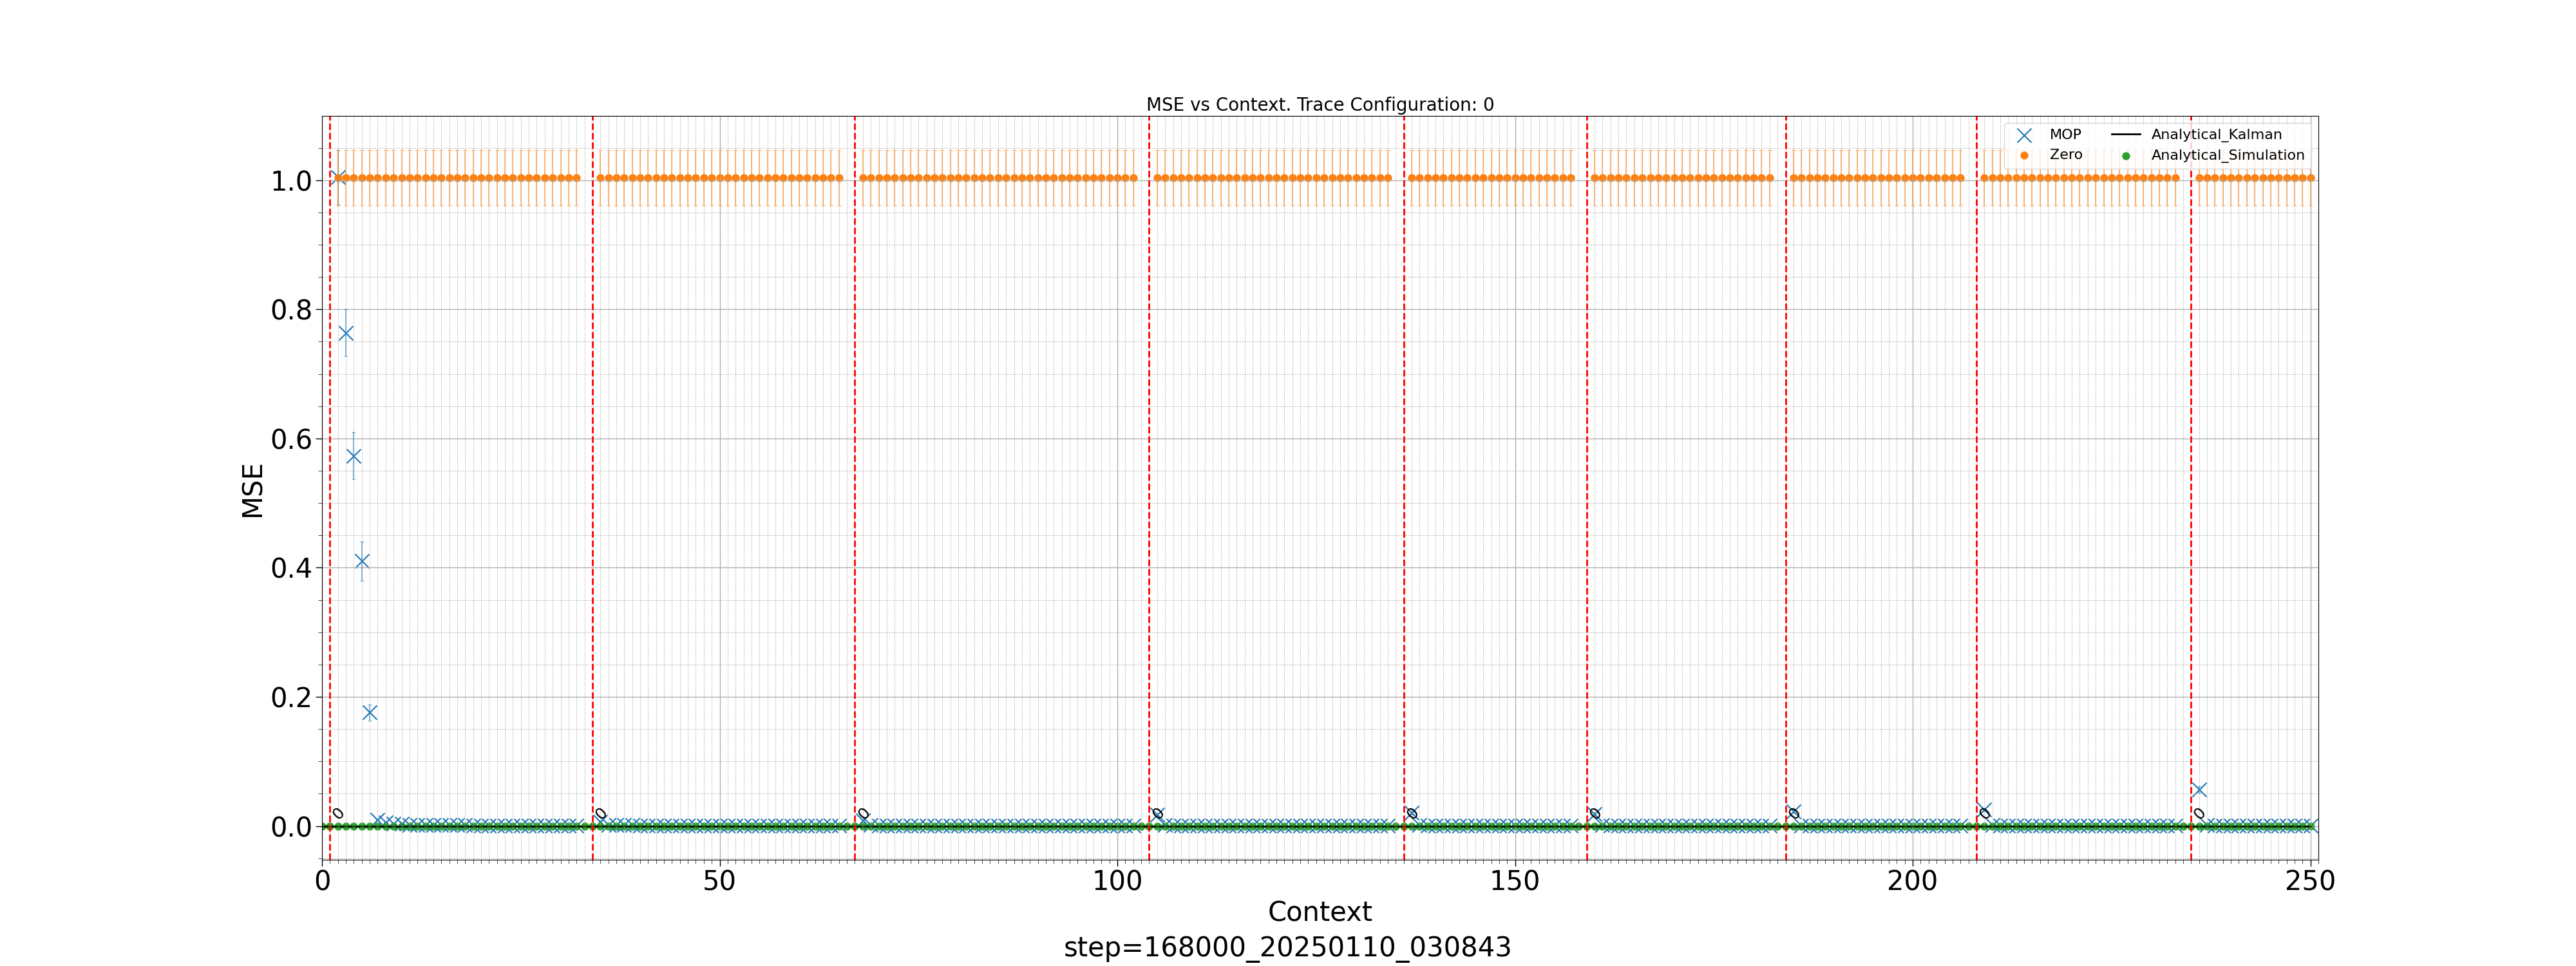 MSE vs Context. Trace Configuration: 0
MOP
Zero
Analytical_Kalman
Analytical_Simulation
1.0
0.8
0.6
0.4
0.2
0.0
MSE
0 0 0 0 0 0 0 0 0
0 50 100 150 200 250
Context
step=168000_20250110_030843